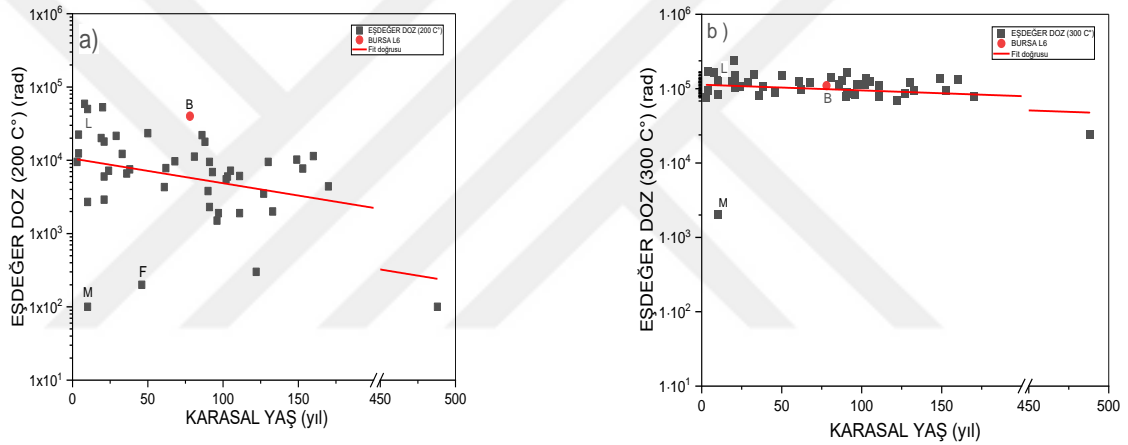 a)
EŞDEĞER DOZ (200 C°)
BURSA L6
Fit doğrusu
1x10⁶
1x10⁵
1x10⁴
1x10³
1x10²
1x10¹
B
L
F
M
0
50
100
150
450
500
EŞDEĞER DOZ (200 C°) (rad)
KARASAL YAŞ (yıl)
b )
EŞDEĞER DOZ (300 C°)
BURSA L6
Fit doğrusu
1·10⁶
1·10⁵
1·10⁴
1·10³
1·10²
1·10¹
L
B
M
0
50
100
150
450
500
EŞDEĞER DOZ (300 C°) (rad)
KARASAL YAŞ (yıl)